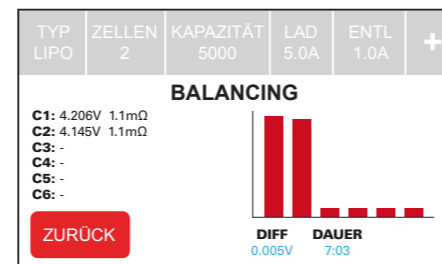 TYP ZELLEN KAPAZITÄT LAD ENTL +
LIPO 2 5000 5.0A 1.0A
BALANCING
C1: 4.206V 1.1mΩ
C2: 4.145V 1.1mΩ
C3: -
C4: -
C5: -
C6: -
ZURÜCK
DIFF DAUER
0.005V 7:03